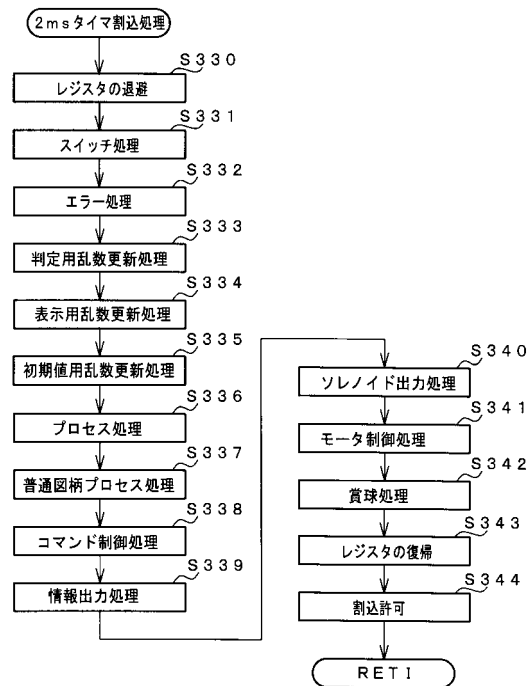 2msタイマ割込処理
S330
レジスタの退避
S331
スイッチ処理
S332
エラー処理
S333
判定用乱数更新処理
S334
表示用乱数更新処理
S335
初期値用乱数更新処理
S336
プロセス処理
S337
普通図柄プロセス処理
S338
コマンド制御処理
S339
情報出力処理
S340
ソレノイド出力処理
S341
モータ制御処理
S342
賞球処理
S343
レジスタの復帰
S344
割込許可
RETI